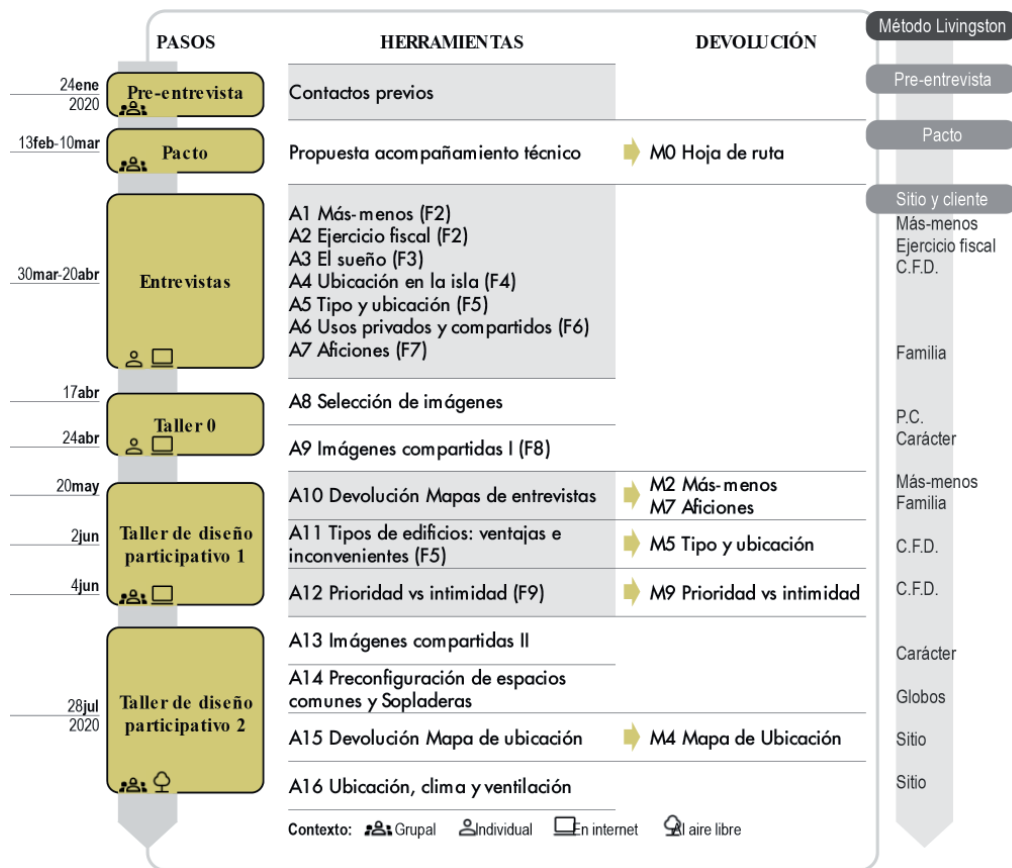 PASOS
HERRAMIENTAS
DEVOLUCIÓN
Método Livingston
24ene
2020
Pre-entrevista
Contactos previos
Pre-entrevista
13feb-10mar
Pacto
Propuesta acompañamiento técnico
M0 Hoja de ruta
Pacto
30mar-20abr
Entrevistas
A1 Más-menos (F2)
A2 Ejercicio fiscal (F2)
A3 El sueño (F3)
A4 Ubicación en la isla (F4)
A5 Tipo y ubicación (F5)
A6 Usos privados y compartidos (F6)
A7 Aficiones (F7)
Sitio y cliente
Más-menos
Ejercicio fiscal
C.F.D.
Familia
17abr
24abr
Taller 0
A8 Selección de imágenes
A9 Imágenes compartidas I (F8)
P.C.
Carácter
20may
2jun
4jun
Taller de diseño
participativo 1
A10 Devolución Mapas de entrevistas
M2 Más-menos
M7 Aficiones
Más-menos
Familia
A11 Tipos de edificios: ventajas e
inconvenientes (F5)
M5 Tipo y ubicación
C.F.D.
A12 Prioridad vs intimidad (F9)
M9 Prioridad vs intimidad
C.F.D.
28jul
2020
Taller de diseño
participativo 2
A13 Imágenes compartidas II
Carácter
A14 Preconfiguración de espacios
comunes y Sopladeras
Globos
A15 Devolución Mapa de ubicación
M4 Mapa de Ubicación
Sitio
A16 Ubicación, clima y ventilación
Sitio
Contexto: Grupal Individual En internet Al aire libre